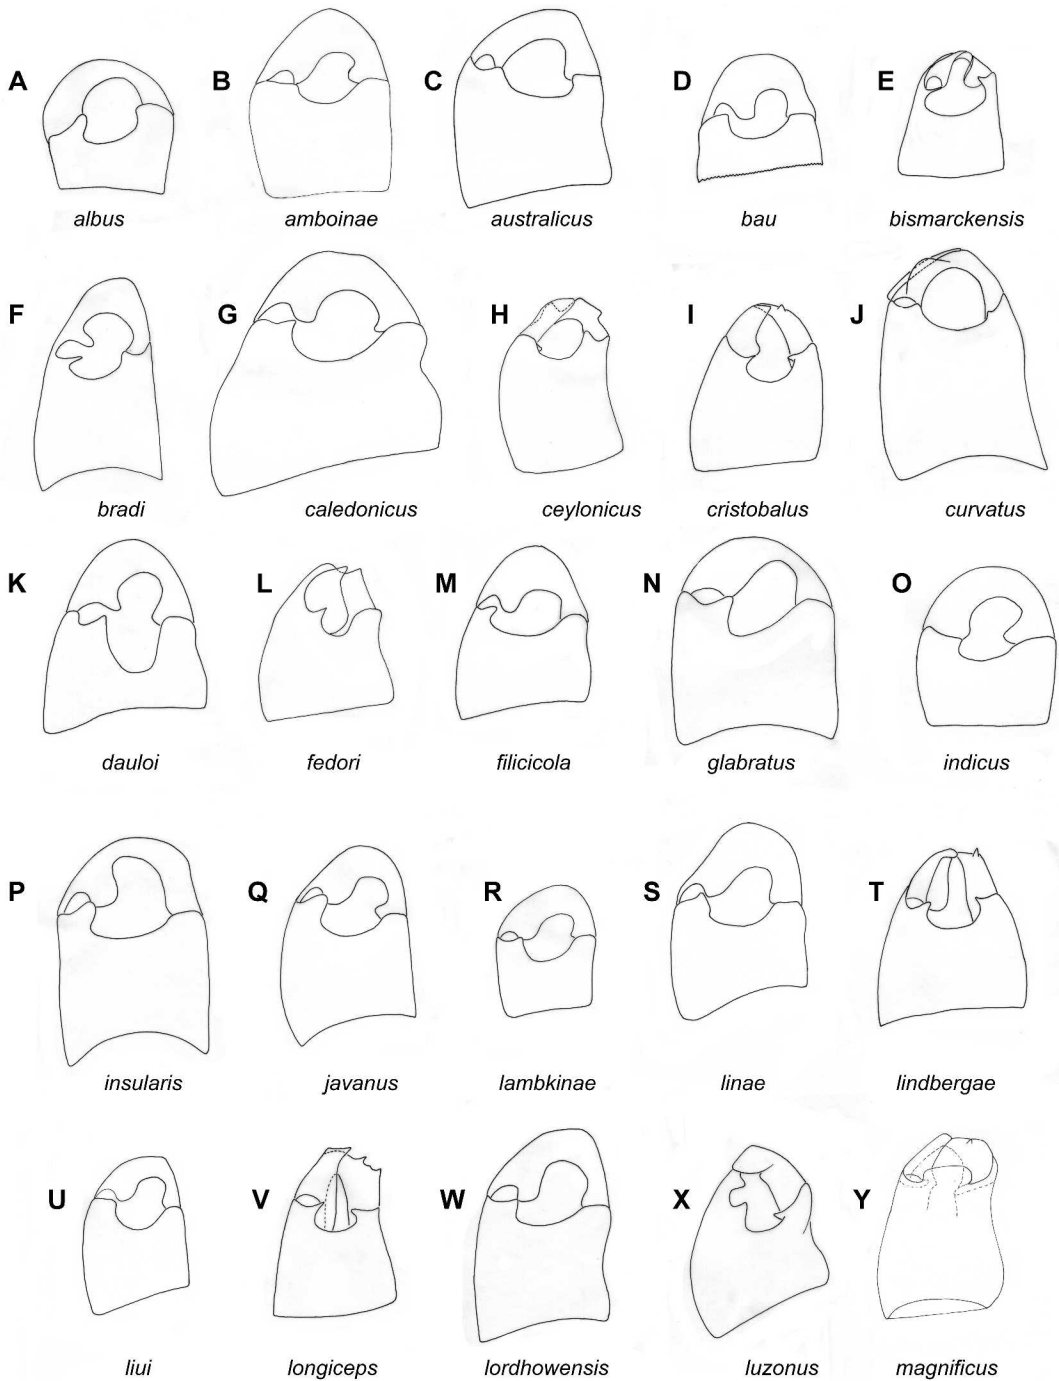 A B C D E
albus amboinae australicus bau bismarckensis
F G H I J
bradi caledonicus ceylonicus cristobalus curvatus
K L M N O
dauloi fedori filicicola glabratus indicus
P Q R S T
insularis javanus lambkinae linae lindbergae
U V W X Y
liui longiceps lordhowensis luzonus magnificus